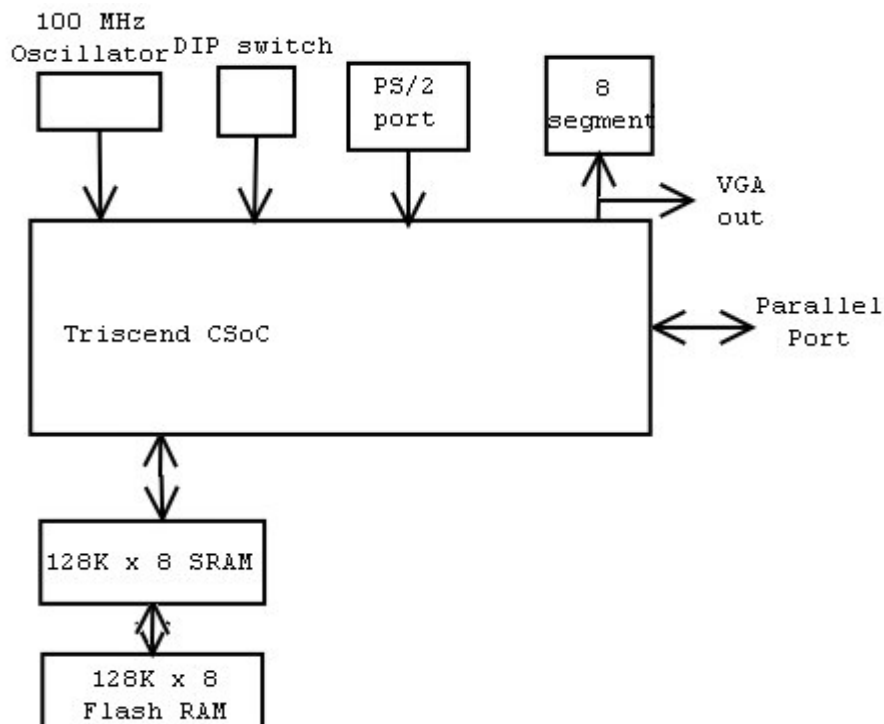 100 MHz
Oscillator
DIP switch
PS/2
port
8
segment
VGA
out
Triscend CSoC
Parallel
Port
128K x 8 SRAM
128K x 8
Flash RAM